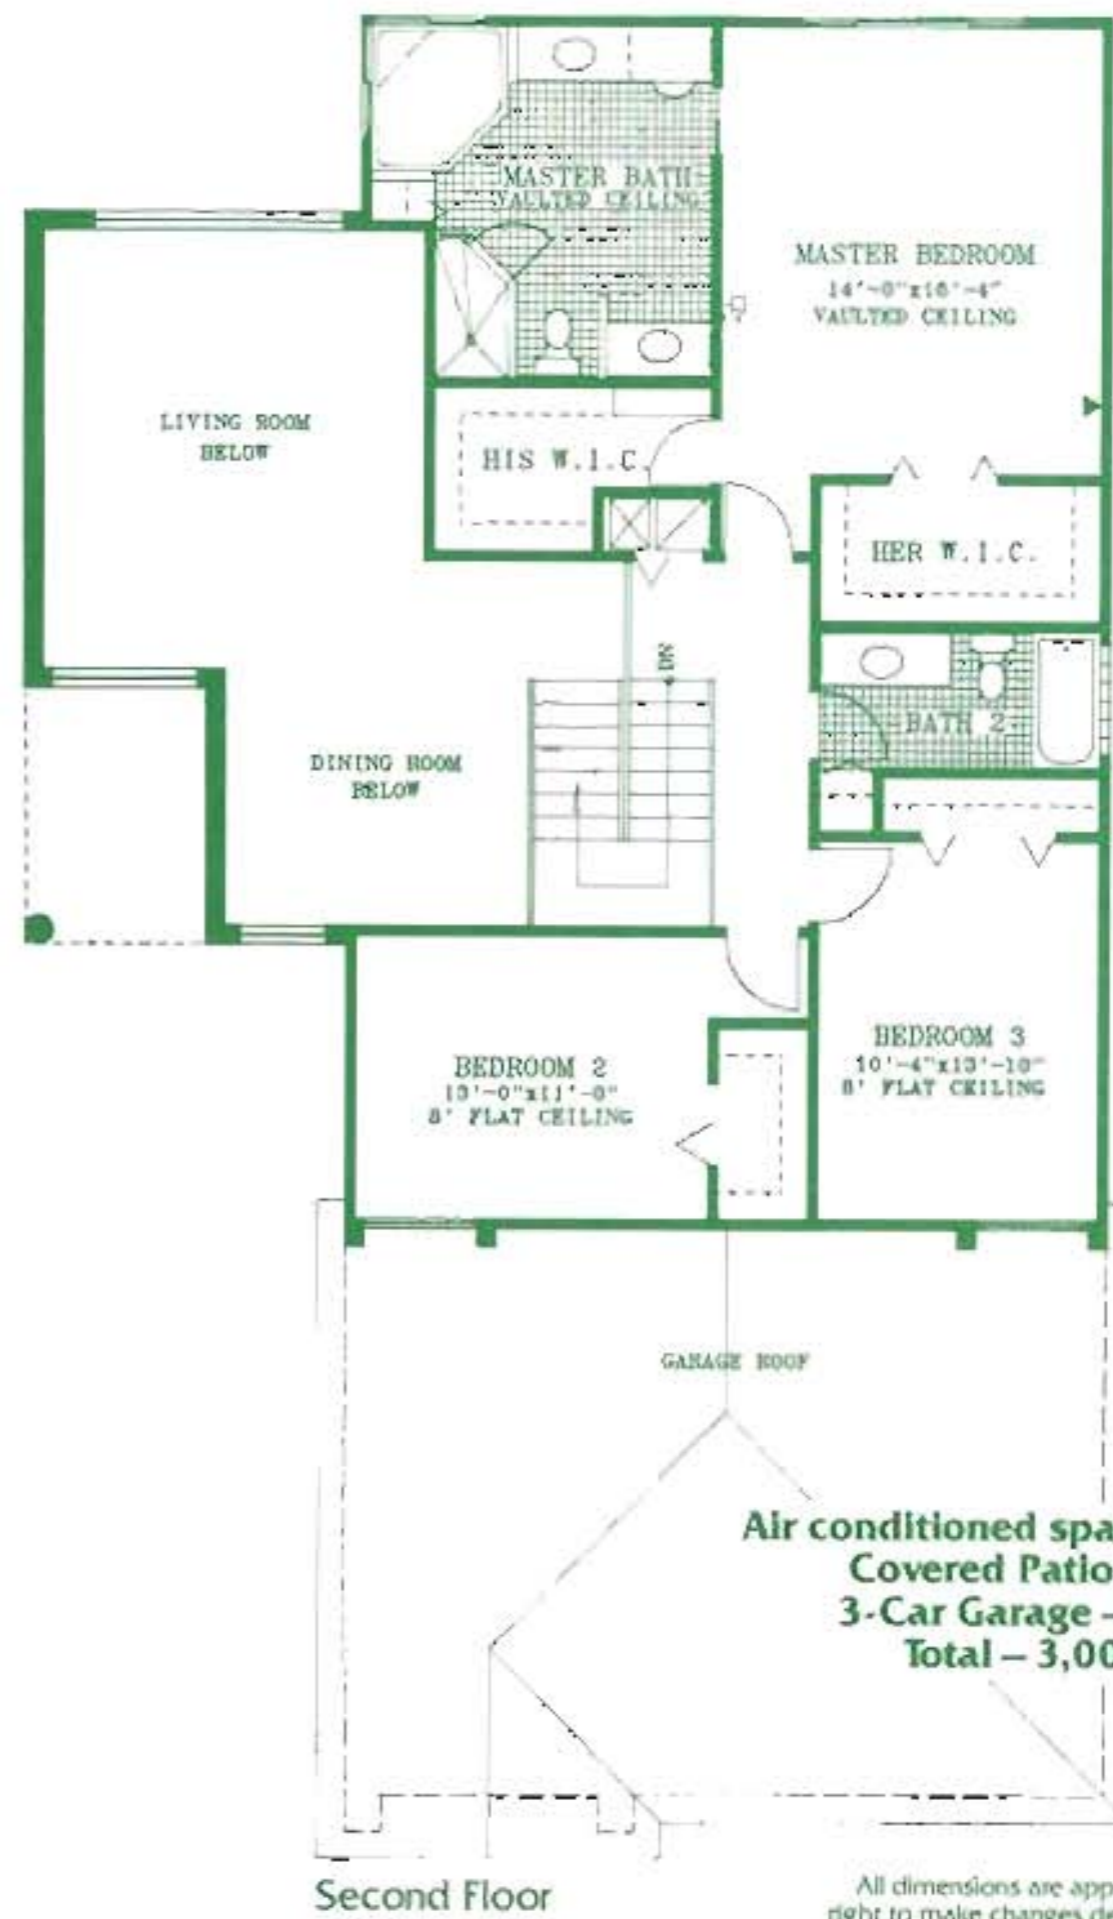 MASTER BATH
VAULTED CEILING
MASTER BEDROOM
14'-0"x16'-4"
VAULTED CEILING
LIVING ROOM
BELOW
HIS W.I.C.
HER W.I.C.
DN
BATH 2
DINING ROOM
BELOW
BEDROOM 2
13'-0"x11'-0"
8' FLAT CEILING
BEDROOM 3
10'-4"x13'-10"
8' FLAT CEILING
GARAGE ROOF
Air conditioned spa
Covered Patio
3-Car Garage –
Total – 3,00
Second Floor
All dimensions are app
right to make changes de